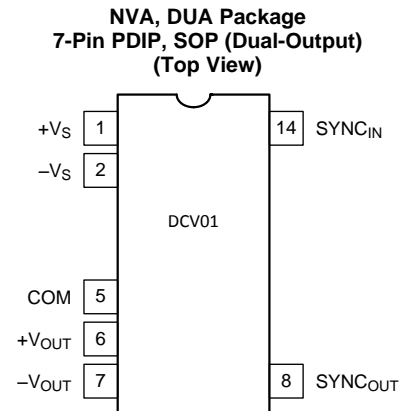 NVA, DUA Package
7-Pin PDIP, SOP (Dual-Output)
(Top View)
+VS 1 14 SYNCIN
–VS 2
DCV01
COM 5
+VOUT 6
–VOUT 7 8 SYNCOUT